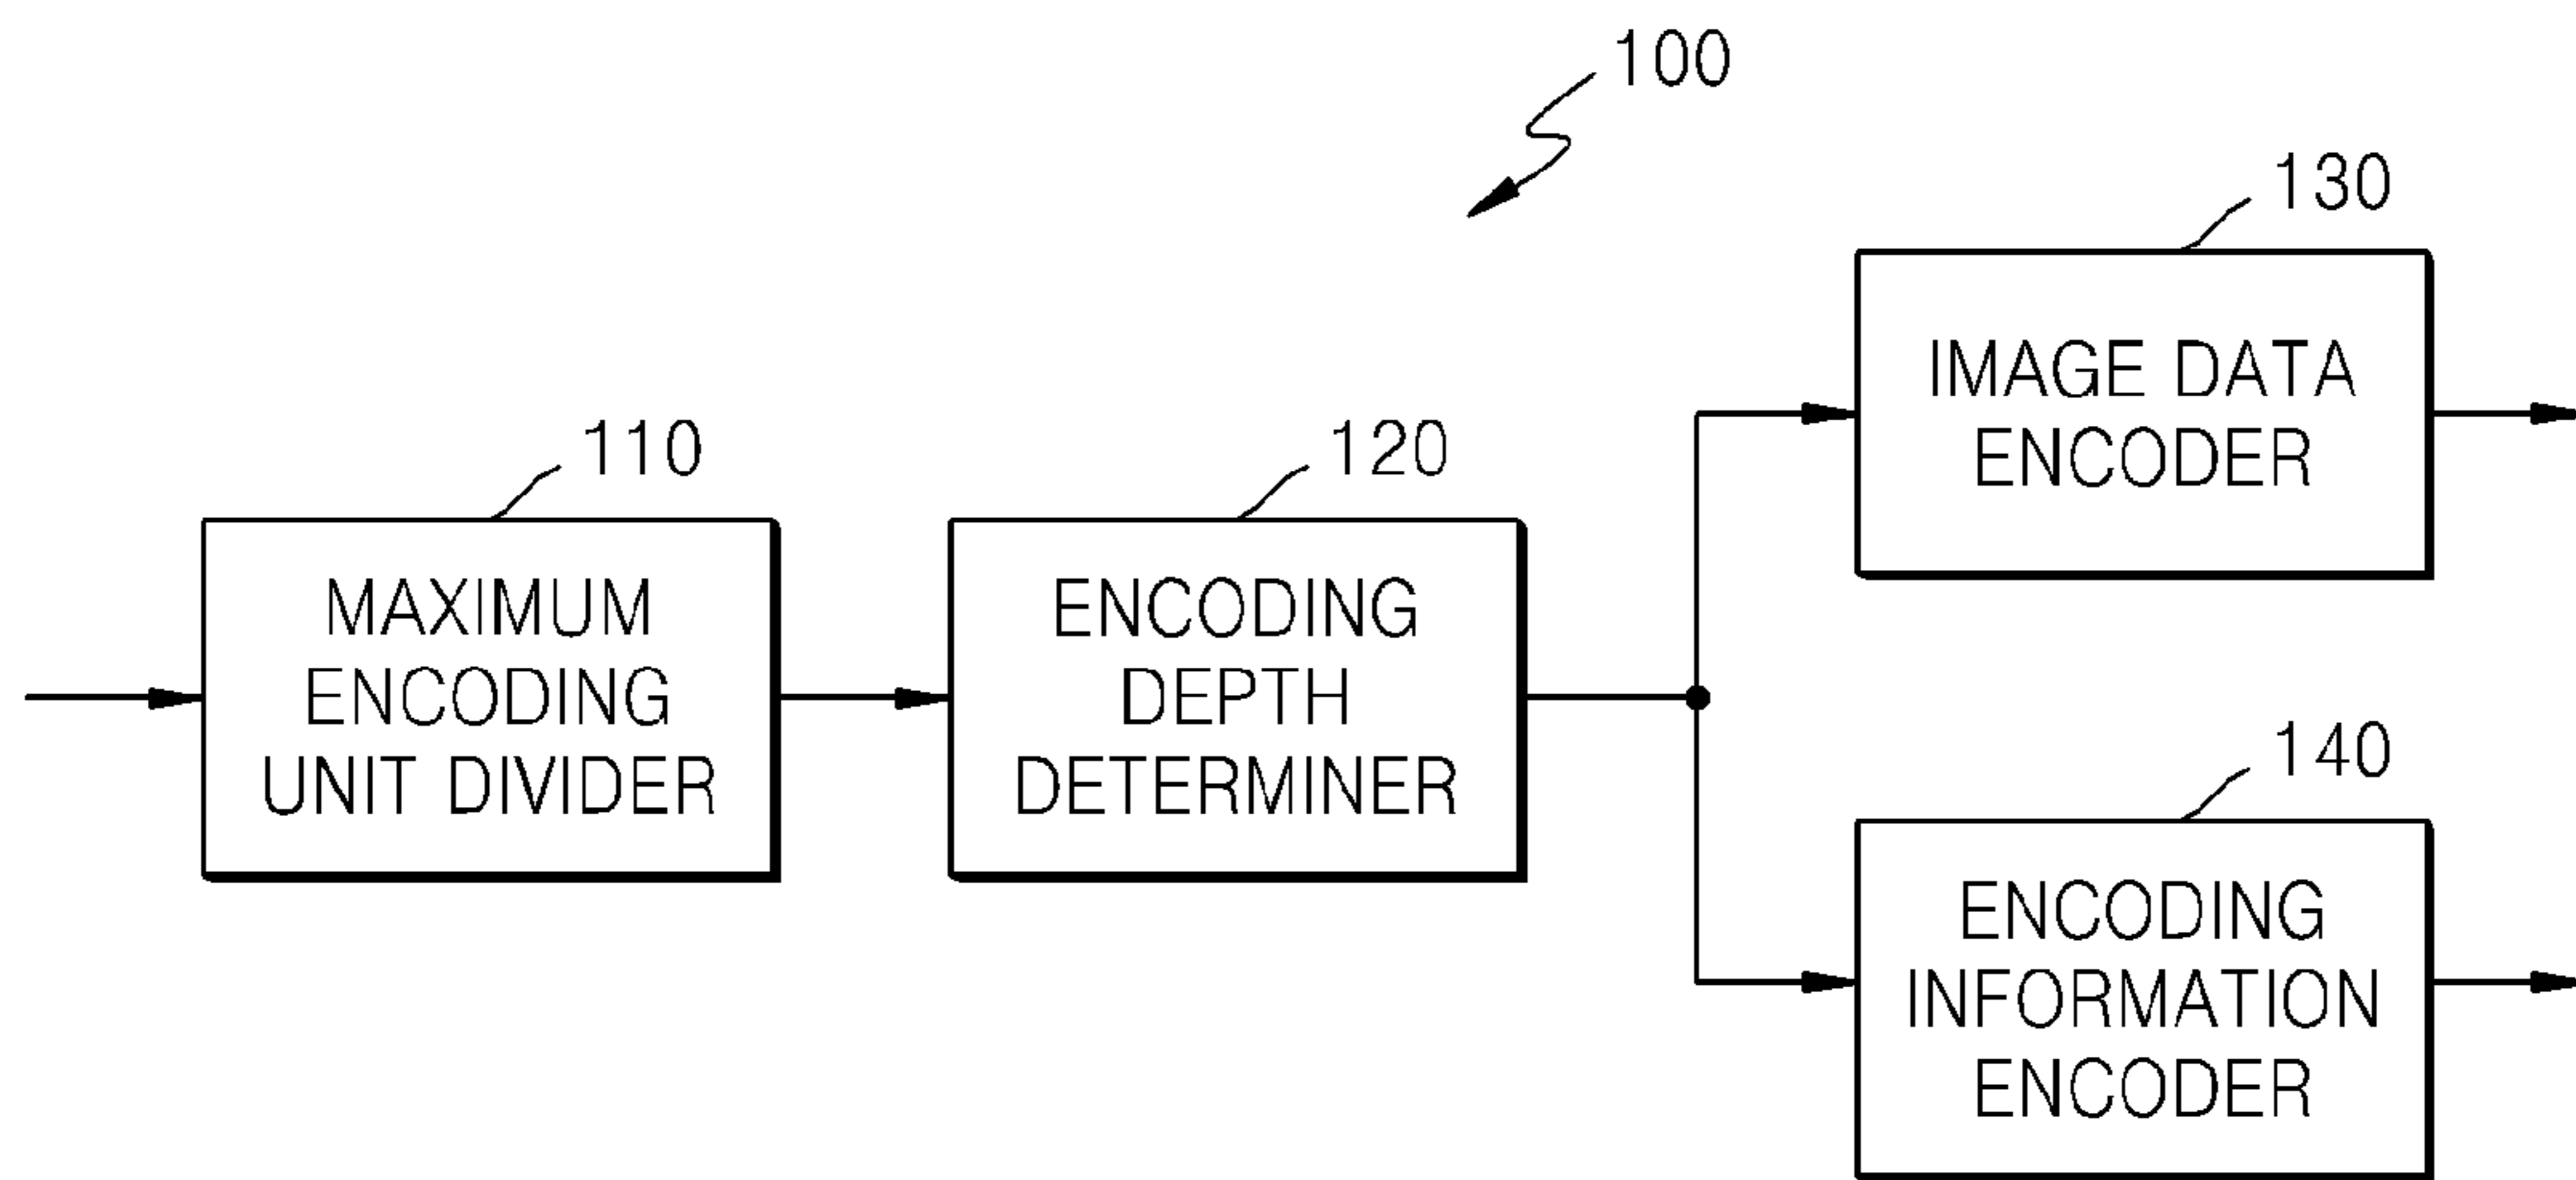 100
110
MAXIMUM
ENCODING
UNIT DIVIDER
120
ENCODING
DEPTH
DETERMINER
130
IMAGE DATA
ENCODER
140
ENCODING
INFORMATION
ENCODER